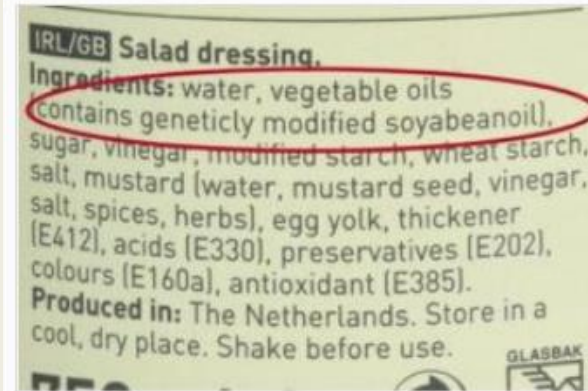 IRL/GB Salad dressing.
Ingredients: water, vegetable oils
(contains geneticly modified soyabeanoil),
sugar, vinegar, modified starch, wheat starch,
salt, mustard (water, mustard seed, vinegar,
salt, spices, herbs), egg yolk, thickener
(E412), acids (E330), preservatives (E202),
colours (E160a), antioxidant (E385).
Produced in: The Netherlands. Store in a
cool, dry place. Shake before use.
GLASBAK